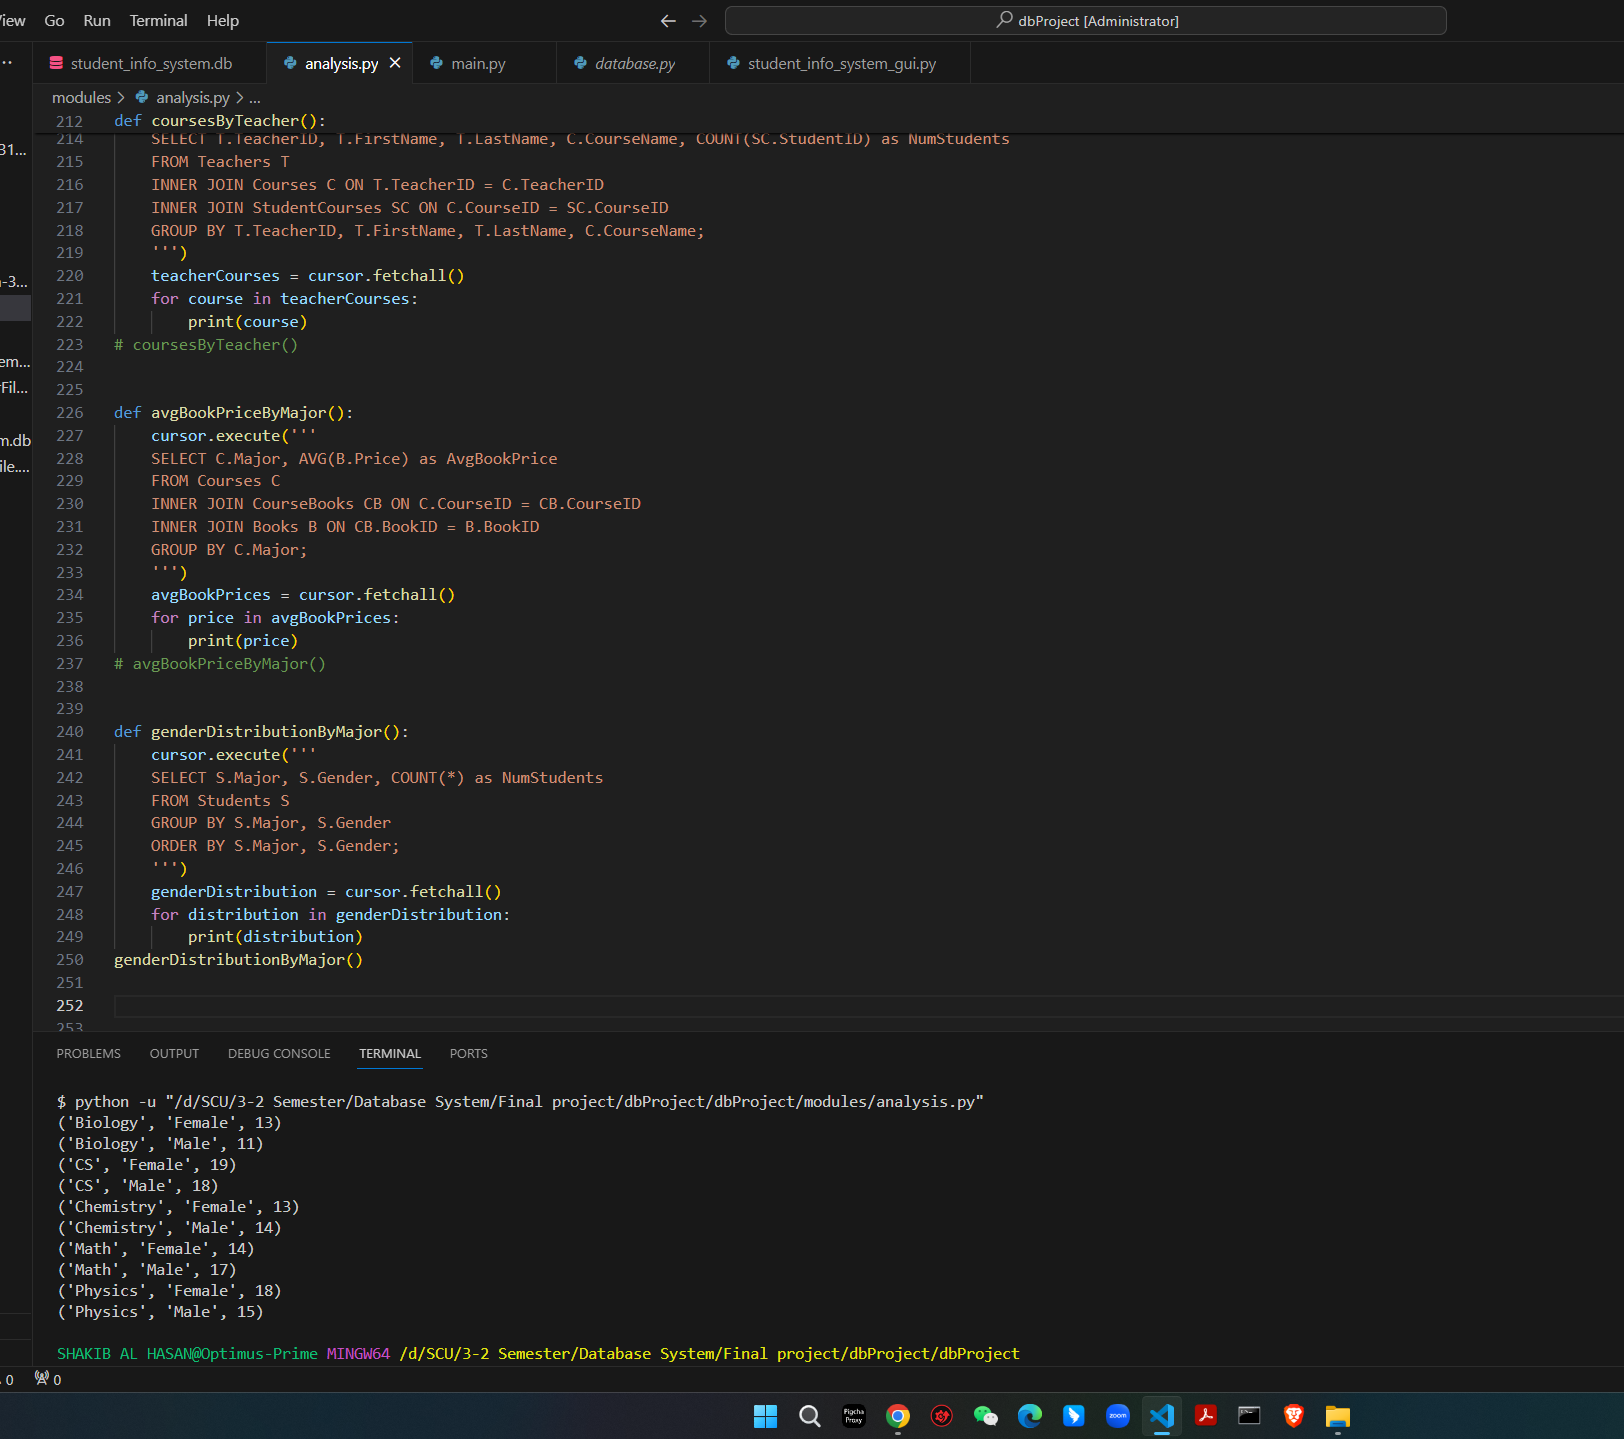 View Go Run Terminal Help
dbProject [Administrator]
student_info_system.db analysis.py main.py database.py student_info_system_gui.py
modules > analysis.py > ...
212 def coursesByTeacher():
214 SELECT T.TeacherID, T.FirstName, T.LastName, C.CourseName, COUNT(SC.StudentID) as NumStudents
215 FROM Teachers T
216 INNER JOIN Courses C ON T.TeacherID = C.TeacherID
217 INNER JOIN StudentCourses SC ON C.CourseID = SC.CourseID
218 GROUP BY T.TeacherID, T.FirstName, T.LastName, C.CourseName;
219 ''')
220 teacherCourses = cursor.fetchall()
221 for course in teacherCourses:
222 print(course)
223 # coursesByTeacher()
224
225
226 def avgBookPriceByMajor():
227 cursor.execute('''
228 SELECT C.Major, AVG(B.Price) as AvgBookPrice
229 FROM Courses C
230 INNER JOIN CourseBooks CB ON C.CourseID = CB.CourseID
231 INNER JOIN Books B ON CB.BookID = B.BookID
232 GROUP BY C.Major;
233 ''')
234 avgBookPrices = cursor.fetchall()
235 for price in avgBookPrices:
236 print(price)
237 # avgBookPriceByMajor()
238
239
240 def genderDistributionByMajor():
241 cursor.execute('''
242 SELECT S.Major, S.Gender, COUNT(*) as NumStudents
243 FROM Students S
244 GROUP BY S.Major, S.Gender
245 ORDER BY S.Major, S.Gender;
246 ''')
247 genderDistribution = cursor.fetchall()
248 for distribution in genderDistribution:
249 print(distribution)
250 genderDistributionByMajor()
251
252
253
31...
-3...
em...
Fil...
m.db
ile....
PROBLEMS OUTPUT DEBUG CONSOLE TERMINAL PORTS
$ python -u "/d/SCU/3-2 Semester/Database System/Final project/dbProject/dbProject/modules/analysis.py"
('Biology', 'Female', 13)
('Biology', 'Male', 11)
('CS', 'Female', 19)
('CS', 'Male', 18)
('Chemistry', 'Female', 13)
('Chemistry', 'Male', 14)
('Math', 'Female', 14)
('Math', 'Male', 17)
('Physics', 'Female', 18)
('Physics', 'Male', 15)
SHAKIB AL HASAN@Optimus-Prime MINGW64 /d/SCU/3-2 Semester/Database System/Final project/dbProject/dbProject
0 0
Figcha Proxy
zoom